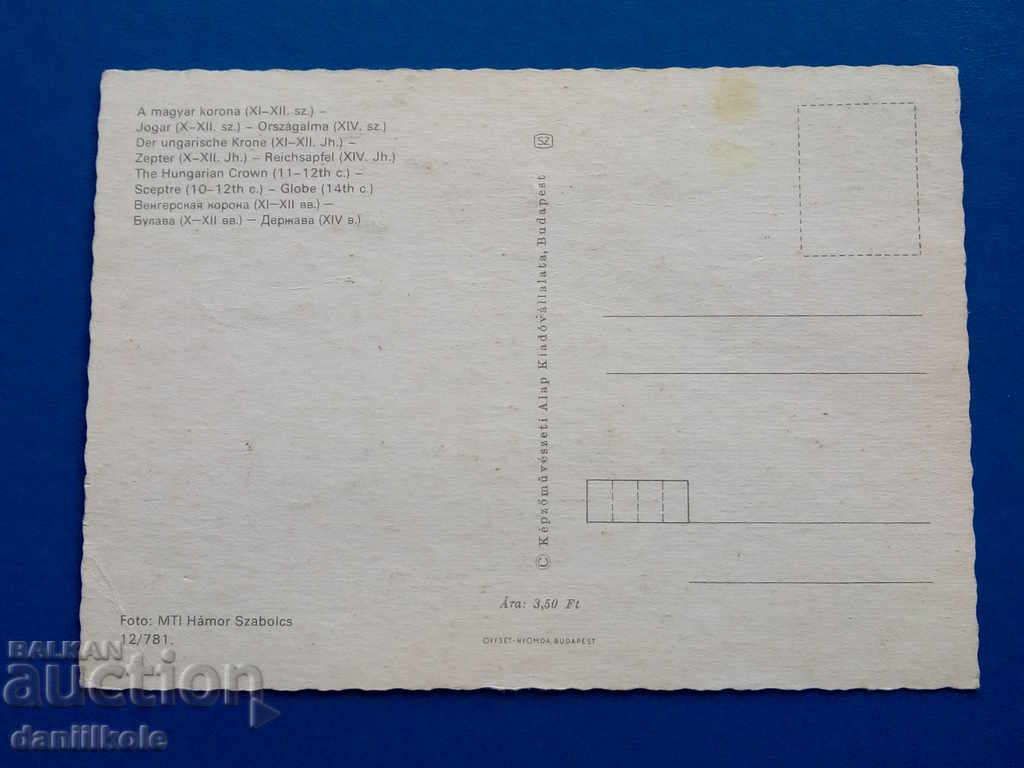 A magyar korona (XI–XII. sz.) –
Jogar (X–XII. sz.) – Országalma (XIV. sz.)
Der ungarische Krone (XI–XII. Jh.) –
Zepter (X–XII. Jh.) – Reichsapfel (XIV. Jh.)
The Hungarian Crown (11–12th c.) –
Sceptre (10–12th c.) – Globe (14th c )
Венгерская корона (XI—XII вв.) —
Булава (X—XII вв.) — Держава (XIV в.)
SZ
© Képzőművészeti Alap Kiadóvállalata, Budapest
Ára: 3,50 Ft
OFFSET-NYOMDA, BUDAPEST
Foto: MTI Hámor Szabolcs
12/781.
BALKAN
auction
daniilkole